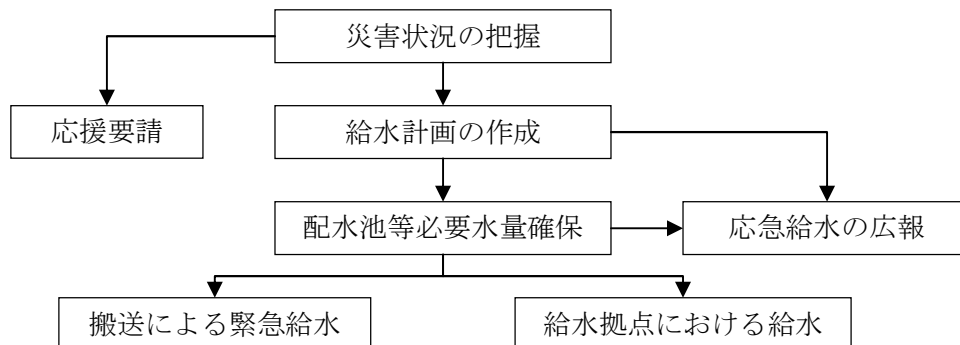 災害状況の把握
応援要請
給水計画の作成
配水池等必要水量確保
応急給水の広報
搬送による緊急給水
給水拠点における給水